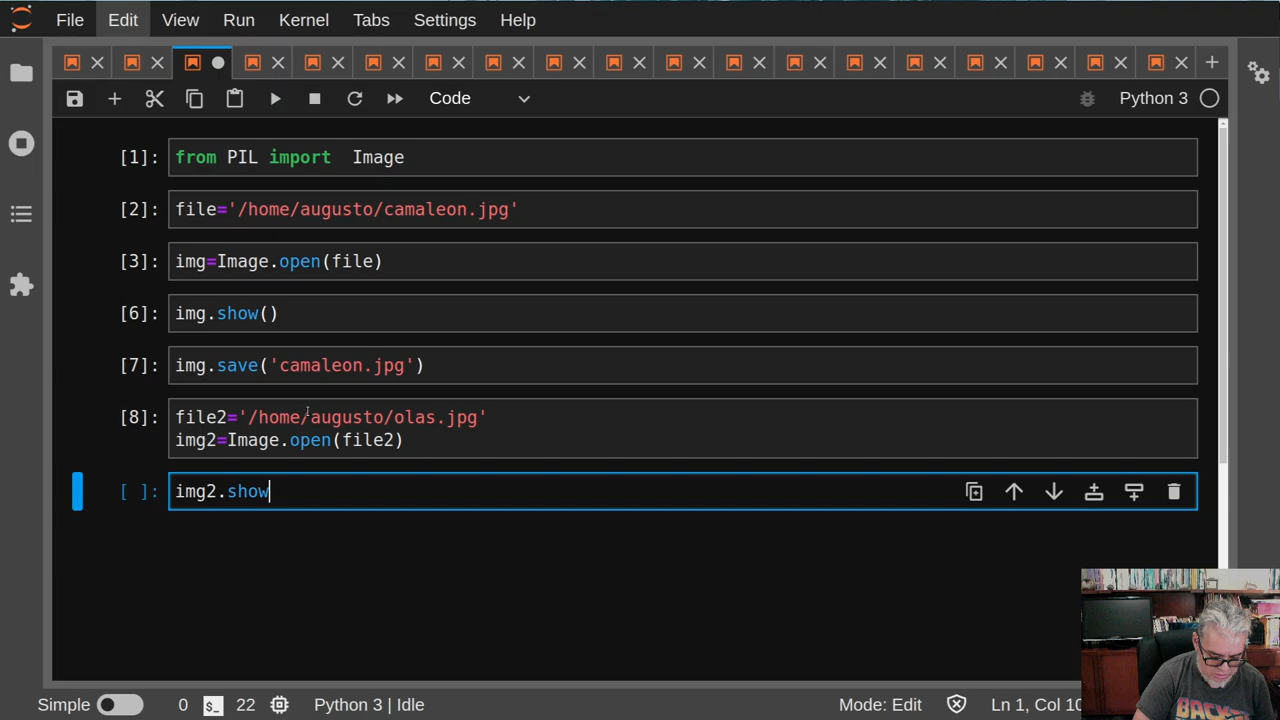 File Edit View Run Kernel Tabs Settings Help
Code Python 3
[1]: from PIL import  Image
[2]: file='/home/augusto/camaleon.jpg'
[3]: img=Image.open(file)
[6]: img.show()
[7]: img.save('camaleon.jpg')
[8]: file2='/home/augusto/olas.jpg'
img2=Image.open(file2)
[ ]: img2.show
Simple 0 22 Python 3 | Idle Mode: Edit Ln 1, Col 10